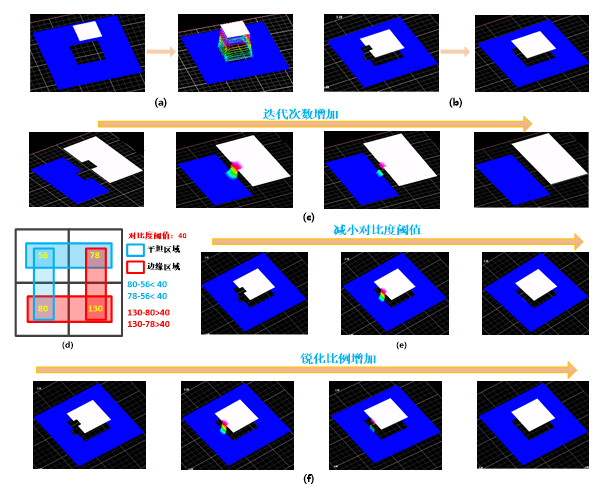 (a)
(b)
迭代次数增加
(c)
对比度阈值：40
56
78
平坦区域
边缘区域
80-56< 40
78-56< 40
80
130
130-80>40
130-78>40
(d)
减小对比度阈值
(e)
锐化比例增加
(f)